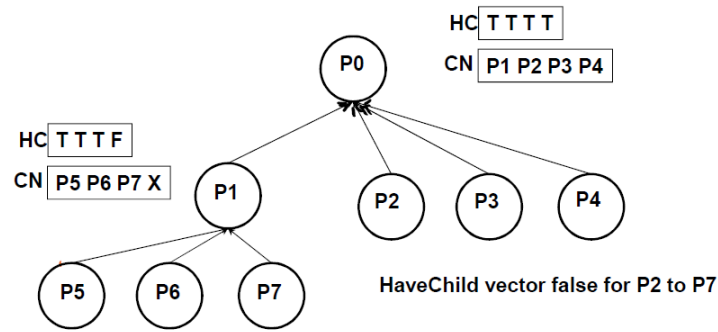 HC T T T T
P0
CN P1 P2 P3 P4
HC T T T F
CN P5 P6 P7 X
P1
P2 P3 P4
P5 P6 P7
HaveChild vector false for P2 to P7